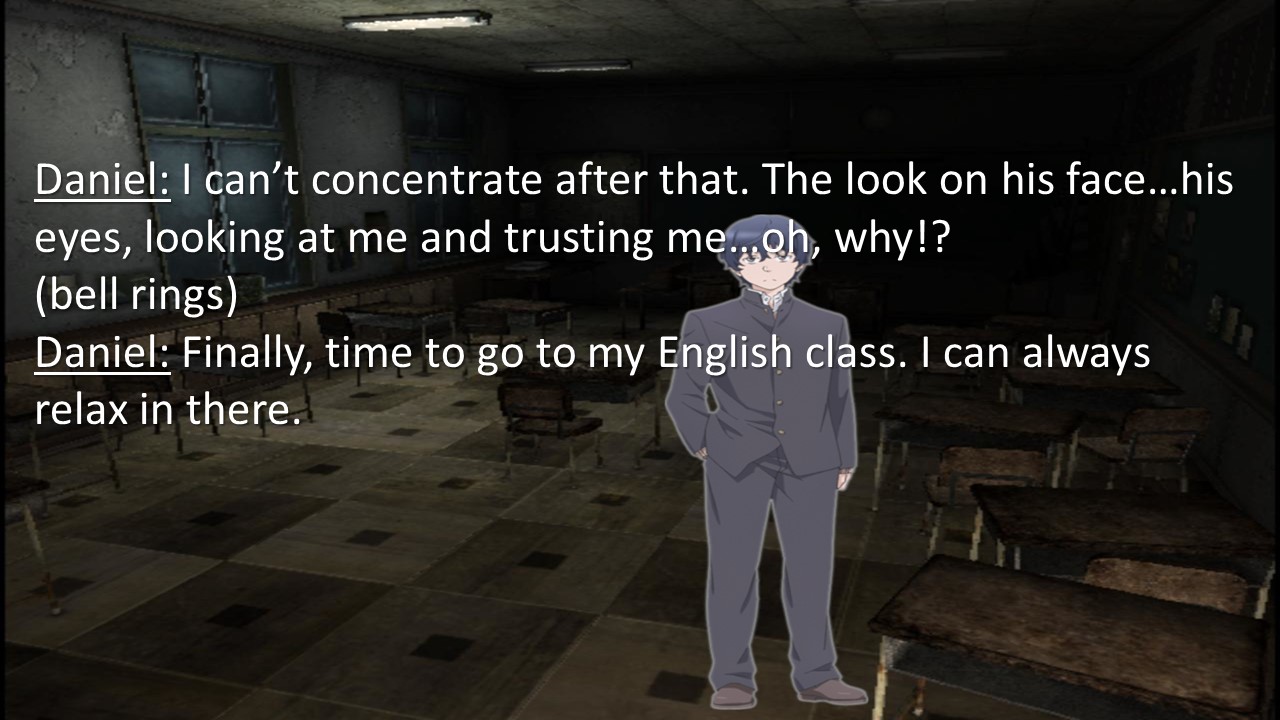 Daniel: I can’t concentrate after that. The look on his face…his
eyes, looking at me and trusting me…oh, why!?
(bell rings)
Daniel: Finally, time to go to my English class. I can always
relax in there.